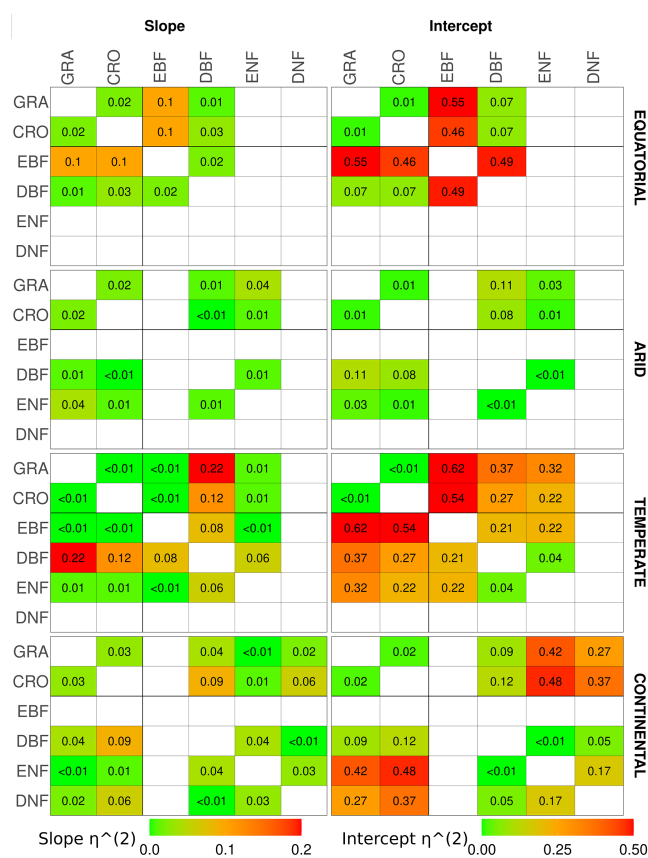 Slope Intercept
GRA CRO EBF DBF ENF DNF GRA CRO EBF DBF ENF DNF
GRA 0.02 0.1 0.01 0.01 0.55 0.07
CRO 0.02 0.1 0.03 0.01 0.46 0.07
EBF 0.1 0.1 0.02 0.55 0.46 0.49
DBF 0.01 0.03 0.02 0.07 0.07 0.49
ENF
DNF
EQUATORIAL
GRA 0.02 0.01 0.04 0.01 0.11 0.03
CRO 0.02 <0.01 0.01 0.01 0.08 0.01
EBF
DBF 0.01 <0.01 0.01 0.11 0.08 <0.01
ENF 0.04 0.01 0.01 0.03 0.01 <0.01
DNF
ARID
GRA <0.01 <0.01 0.22 0.01 <0.01 0.62 0.37 0.32
CRO <0.01 <0.01 0.12 0.01 <0.01 0.54 0.27 0.22
EBF <0.01 <0.01 0.08 <0.01 0.62 0.54 0.21 0.22
DBF 0.22 0.12 0.08 0.06 0.37 0.27 0.21 0.04
ENF 0.01 0.01 <0.01 0.06 0.32 0.22 0.22 0.04
DNF
TEMPERATE
GRA 0.03 0.04 <0.01 0.02 0.02 0.09 0.42 0.27
CRO 0.03 0.09 0.01 0.06 0.02 0.12 0.48 0.37
EBF
DBF 0.04 0.09 0.04 <0.01 0.09 0.12 <0.01 0.05
ENF <0.01 0.01 0.04 0.03 0.42 0.48 <0.01 0.17
DNF 0.02 0.06 <0.01 0.03 0.27 0.37 0.05 0.17
CONTINENTAL
Slope η^(2) Intercept η^(2)
0.0 0.1 0.2 0.00 0.25 0.50